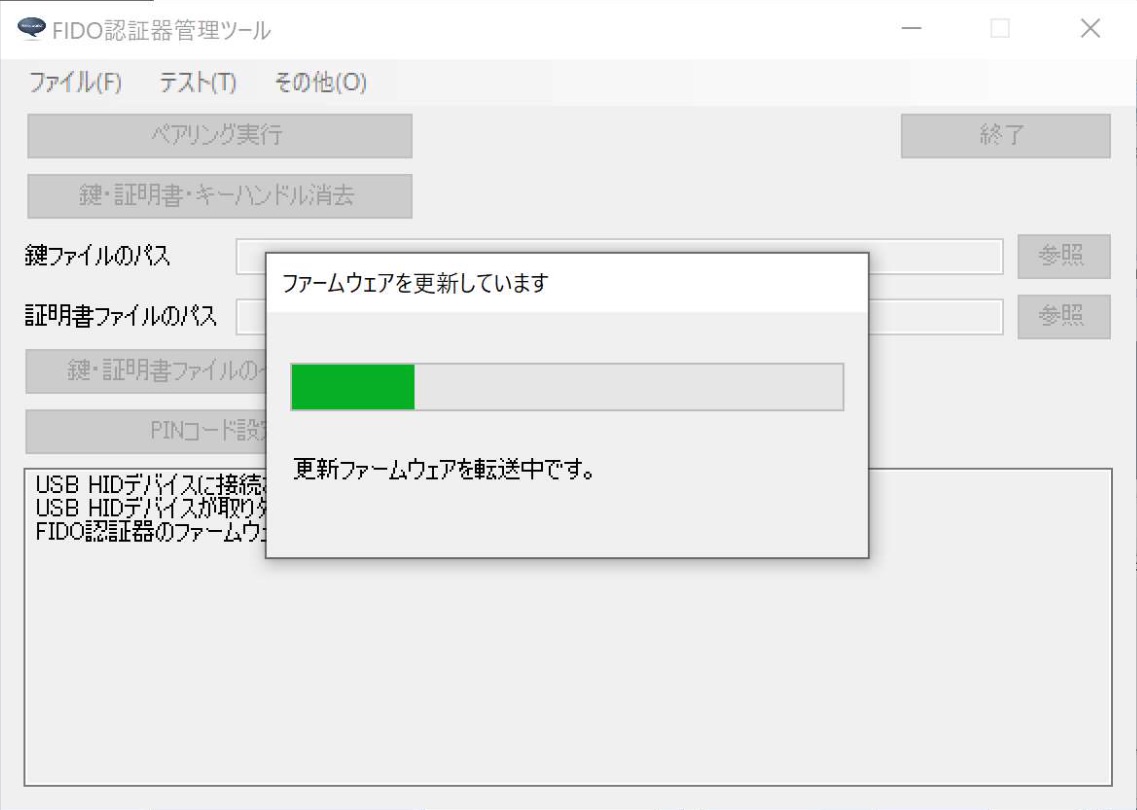 FIDO認証器管理ツール
ファイル(F) テスト(T) その他(O)
ペアリング実行
終了
鍵・証明書・キーハンドル消去
鍵ファイルのパス
参照
証明書ファイルのパス
参照
鍵・証明書ファイルの
PINコード設
ファームウェアを更新しています
更新ファームウェアを転送中です。
USB HIDデバイスに接続
USB HIDデバイスが取り
FIDO認証器のファームウ